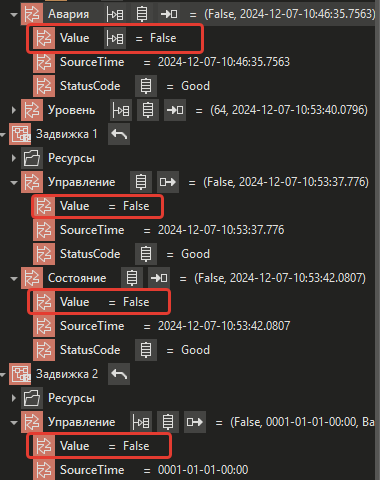 Авария = (False, 2024-12-07-10:46:35.7563)
Value = False
SourceTime = 2024-12-07-10:46:35.7563
StatusCode = Good
Уровень = (64, 2024-12-07-10:53:40.0796)
Задвижка 1
Ресурсы
Управление = (False, 2024-12-07-10:53:37.776)
Value = False
SourceTime = 2024-12-07-10:53:37.776
StatusCode = Good
Состояние = (False, 2024-12-07-10:53:42.0807)
Value = False
SourceTime = 2024-12-07-10:53:42.0807
StatusCode = Good
Задвижка 2
Ресурсы
Управление = (False, 0001-01-01-00:00, Ba
Value = False
SourceTime = 0001-01-01-00:00